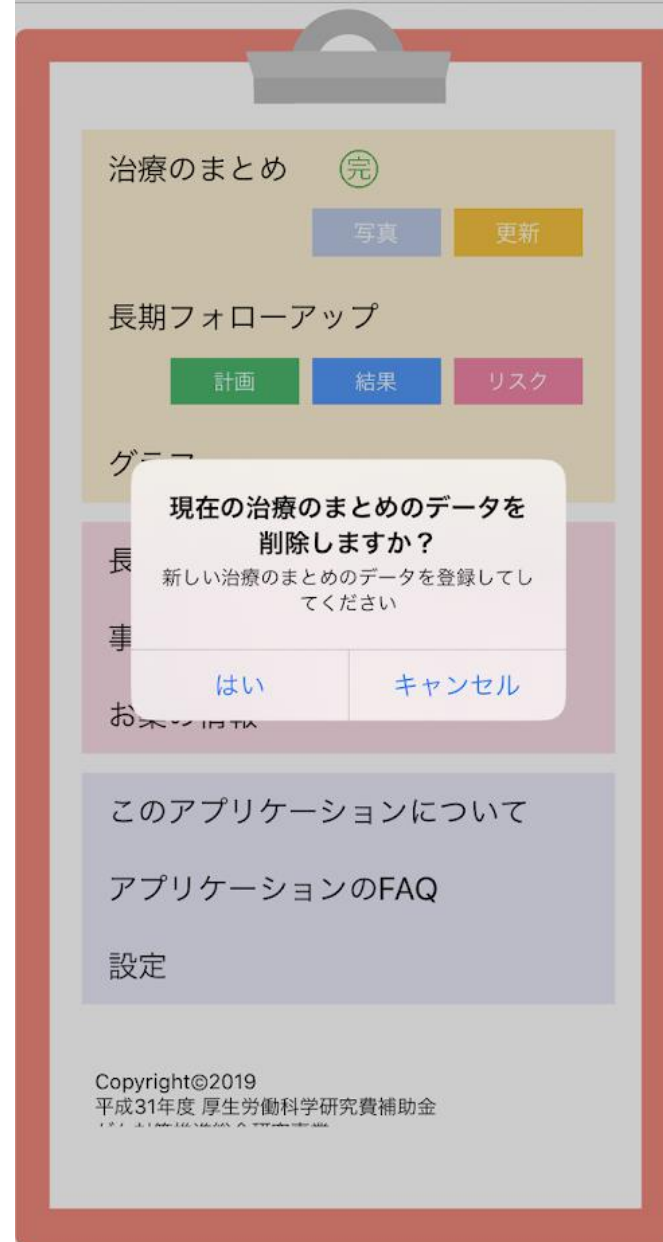 治療のまとめ 完
写真 更新
長期フォローアップ
計画 結果 リスク
現在の治療のまとめのデータを
削除しますか？
新しい治療のまとめのデータを登録してし
てください
はい キャンセル
このアプリケーションについて
アプリケーションのFAQ
設定
Copyright©2019
平成31年度 厚生労働科学研究費補助金